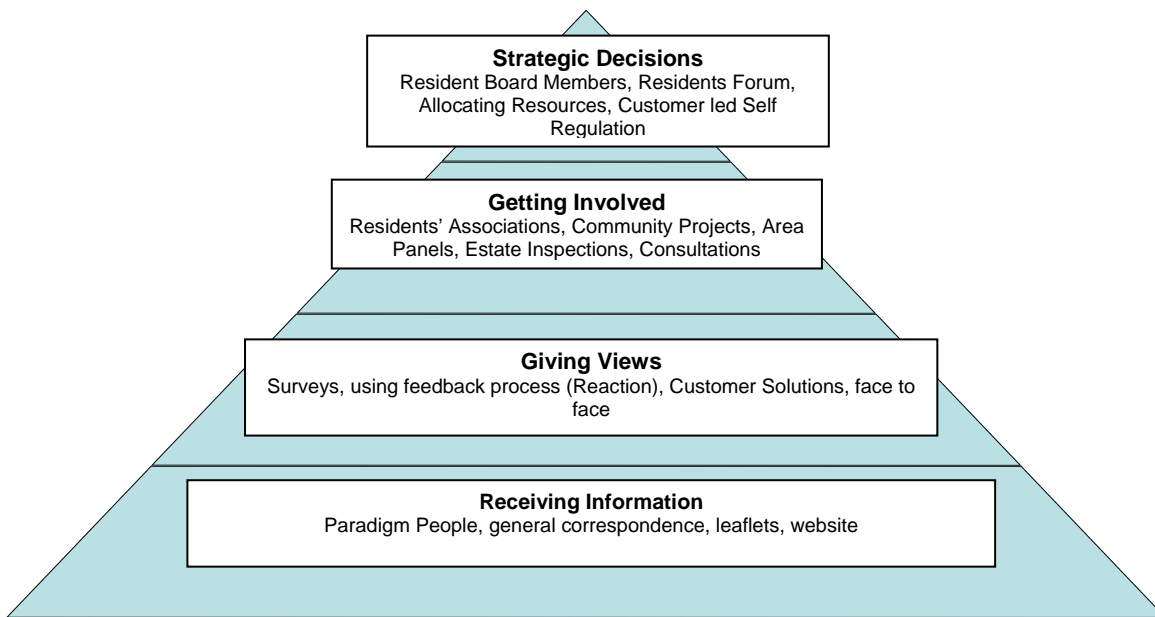 Strategic Decisions
Resident Board Members, Residents Forum,
Allocating Resources, Customer led Self
Regulation
Getting Involved
Residents’ Associations, Community Projects, Area
Panels, Estate Inspections, Consultations
Giving Views
Surveys, using feedback process (Reaction), Customer Solutions, face to
face
Receiving Information
Paradigm People, general correspondence, leaflets, website